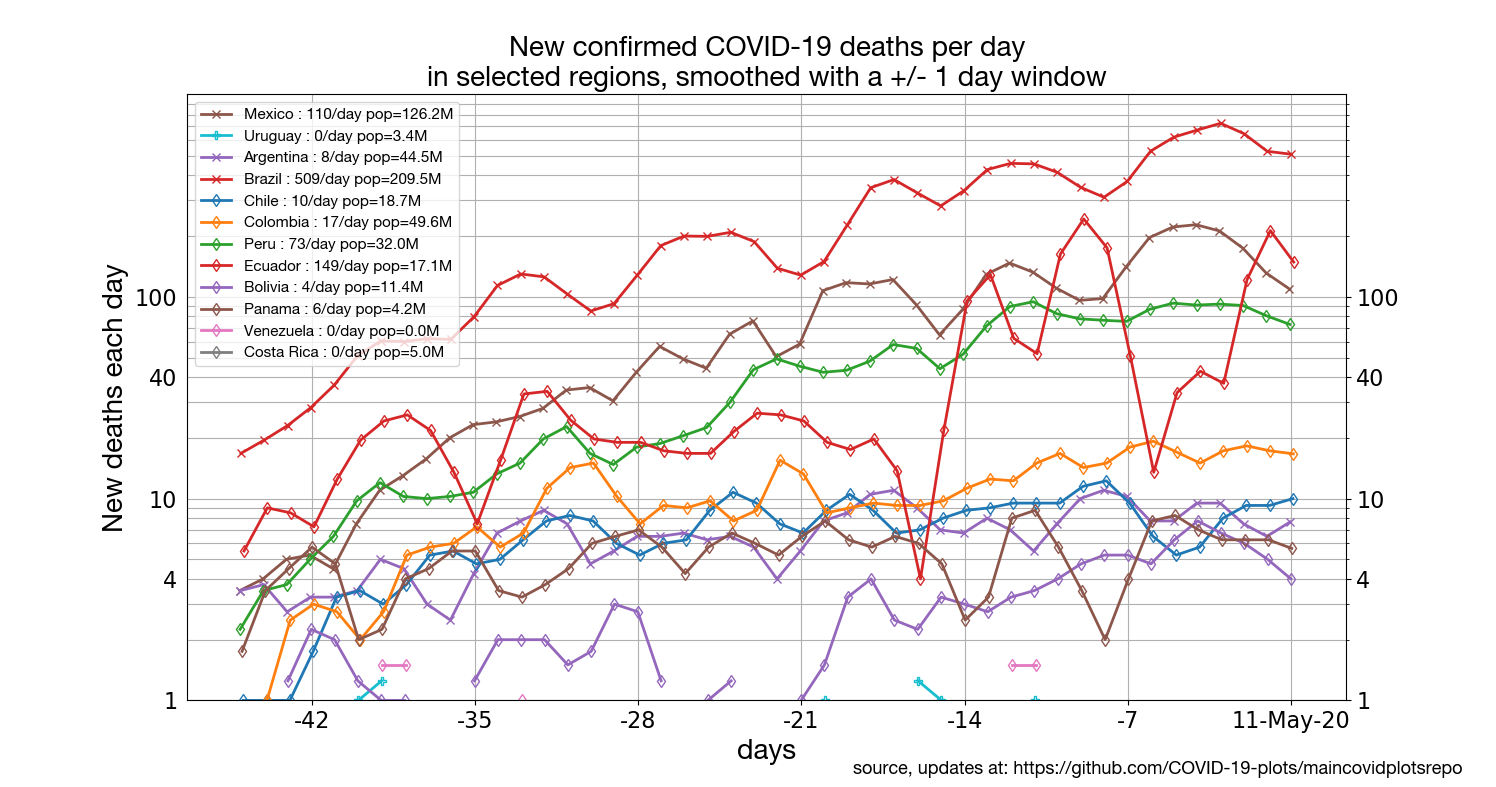 New confirmed COVID-19 deaths per day
in selected regions, smoothed with a +/- 1 day window
Mexico : 110/day pop=126.2M
Uruguay : 0/day pop=3.4M
Argentina : 8/day pop=44.5M
Brazil : 509/day pop=209.5M
Chile : 10/day pop=18.7M
Colombia : 17/day pop=49.6M
Peru : 73/day pop=32.0M
Ecuador : 149/day pop=17.1M
Bolivia : 4/day pop=11.4M
Panama : 6/day pop=4.2M
Venezuela : 0/day pop=0.0M
Costa Rica : 0/day pop=5.0M
New deaths each day
100
40
10
4
1
100
40
10
4
1
-42
-35
-28
-21
-14
-7
11-May-20
days
source, updates at: https://github.com/COVID-19-plots/maincovidplotsrepo